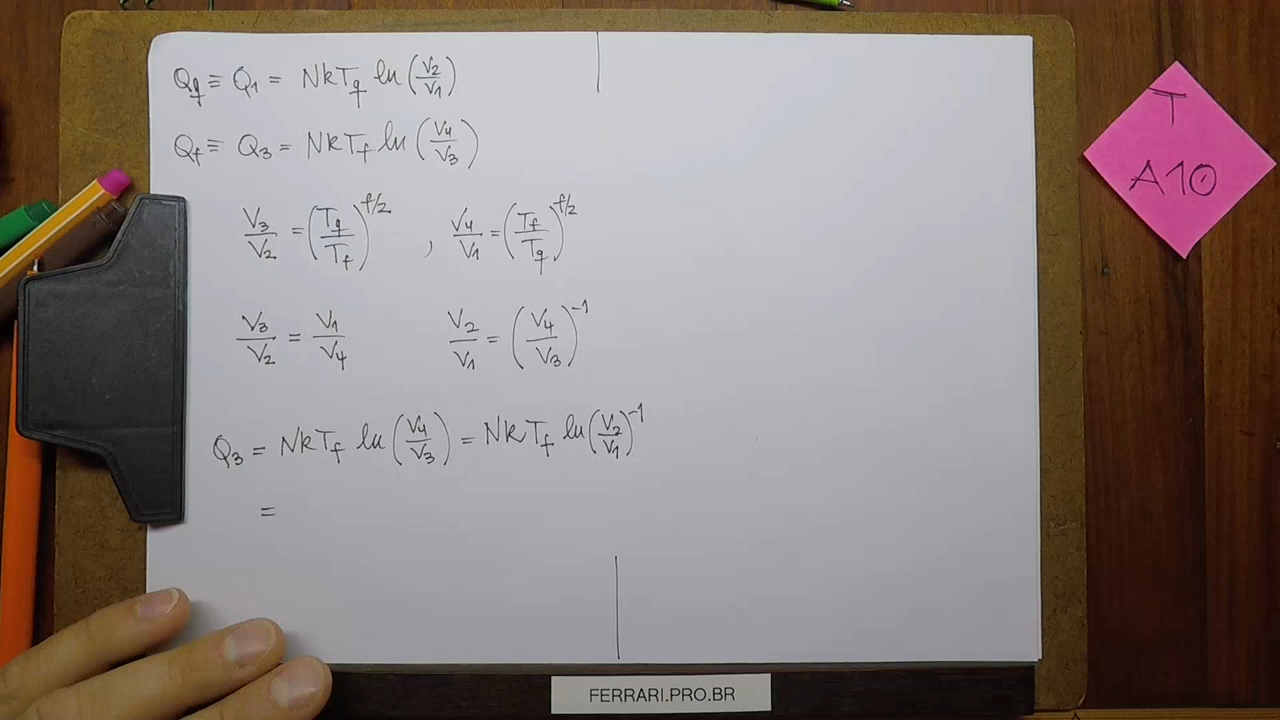 Q_q ≡ Q_1 = NkT_q ln(V_2/V_1)
Q_f ≡ Q_3 = NkT_f ln(V_4/V_3)
V_3/V_2 = (T_q/T_f)^{f/2} , V_4/V_1 = (T_f/T_q)^{f/2}
V_3/V_2 = V_1/V_4    V_2/V_1 = (V_4/V_3)^{-1}
Q_3 = NkT_f ln(V_4/V_3) = NkT_f ln(V_2/V_1)^{-1}
=
T
A10
FERRARI.PRO.BR